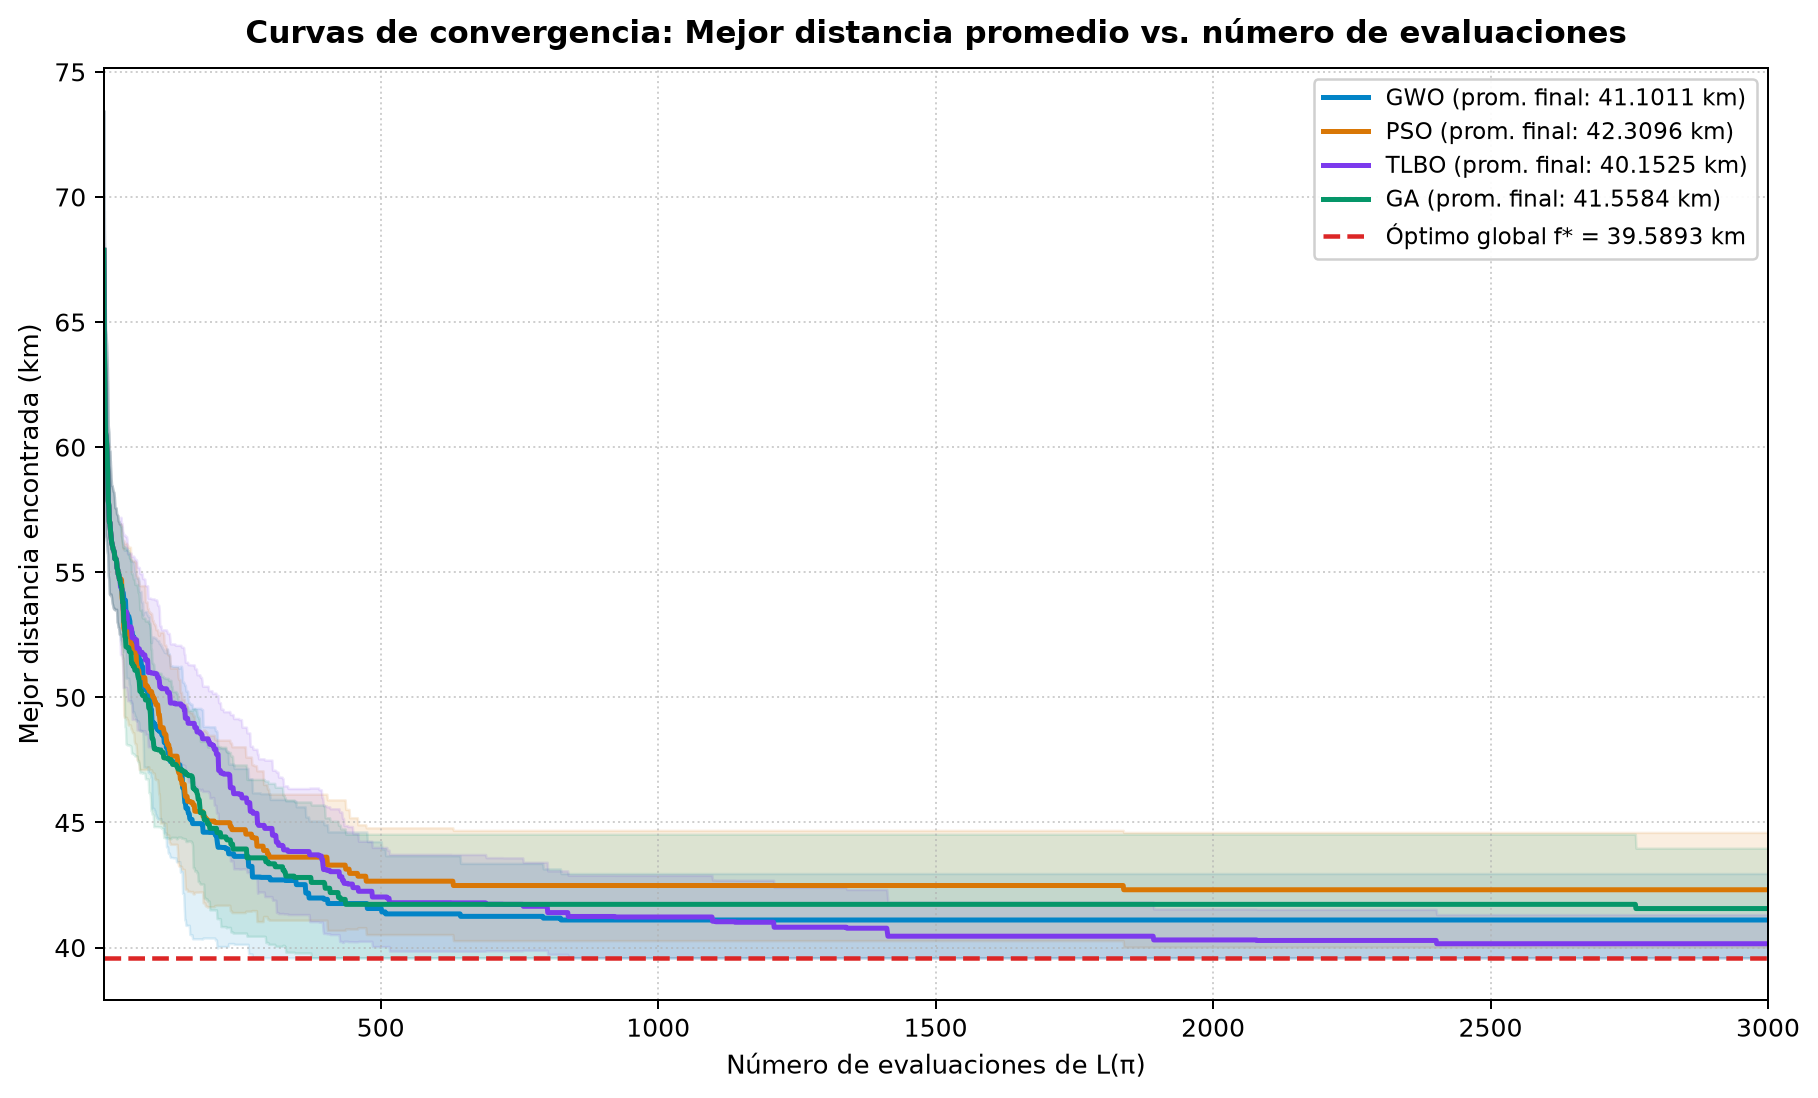 Curvas de convergencia: Mejor distancia promedio vs. número de evaluaciones
GWO (prom. final: 41.1011 km)
PSO (prom. final: 42.3096 km)
TLBO (prom. final: 40.1525 km)
GA (prom. final: 41.5584 km)
Óptimo global f* = 39.5893 km
Mejor distancia encontrada (km)
75
70
65
60
55
50
45
40
500
1000
1500
2000
2500
3000
Número de evaluaciones de L(π)